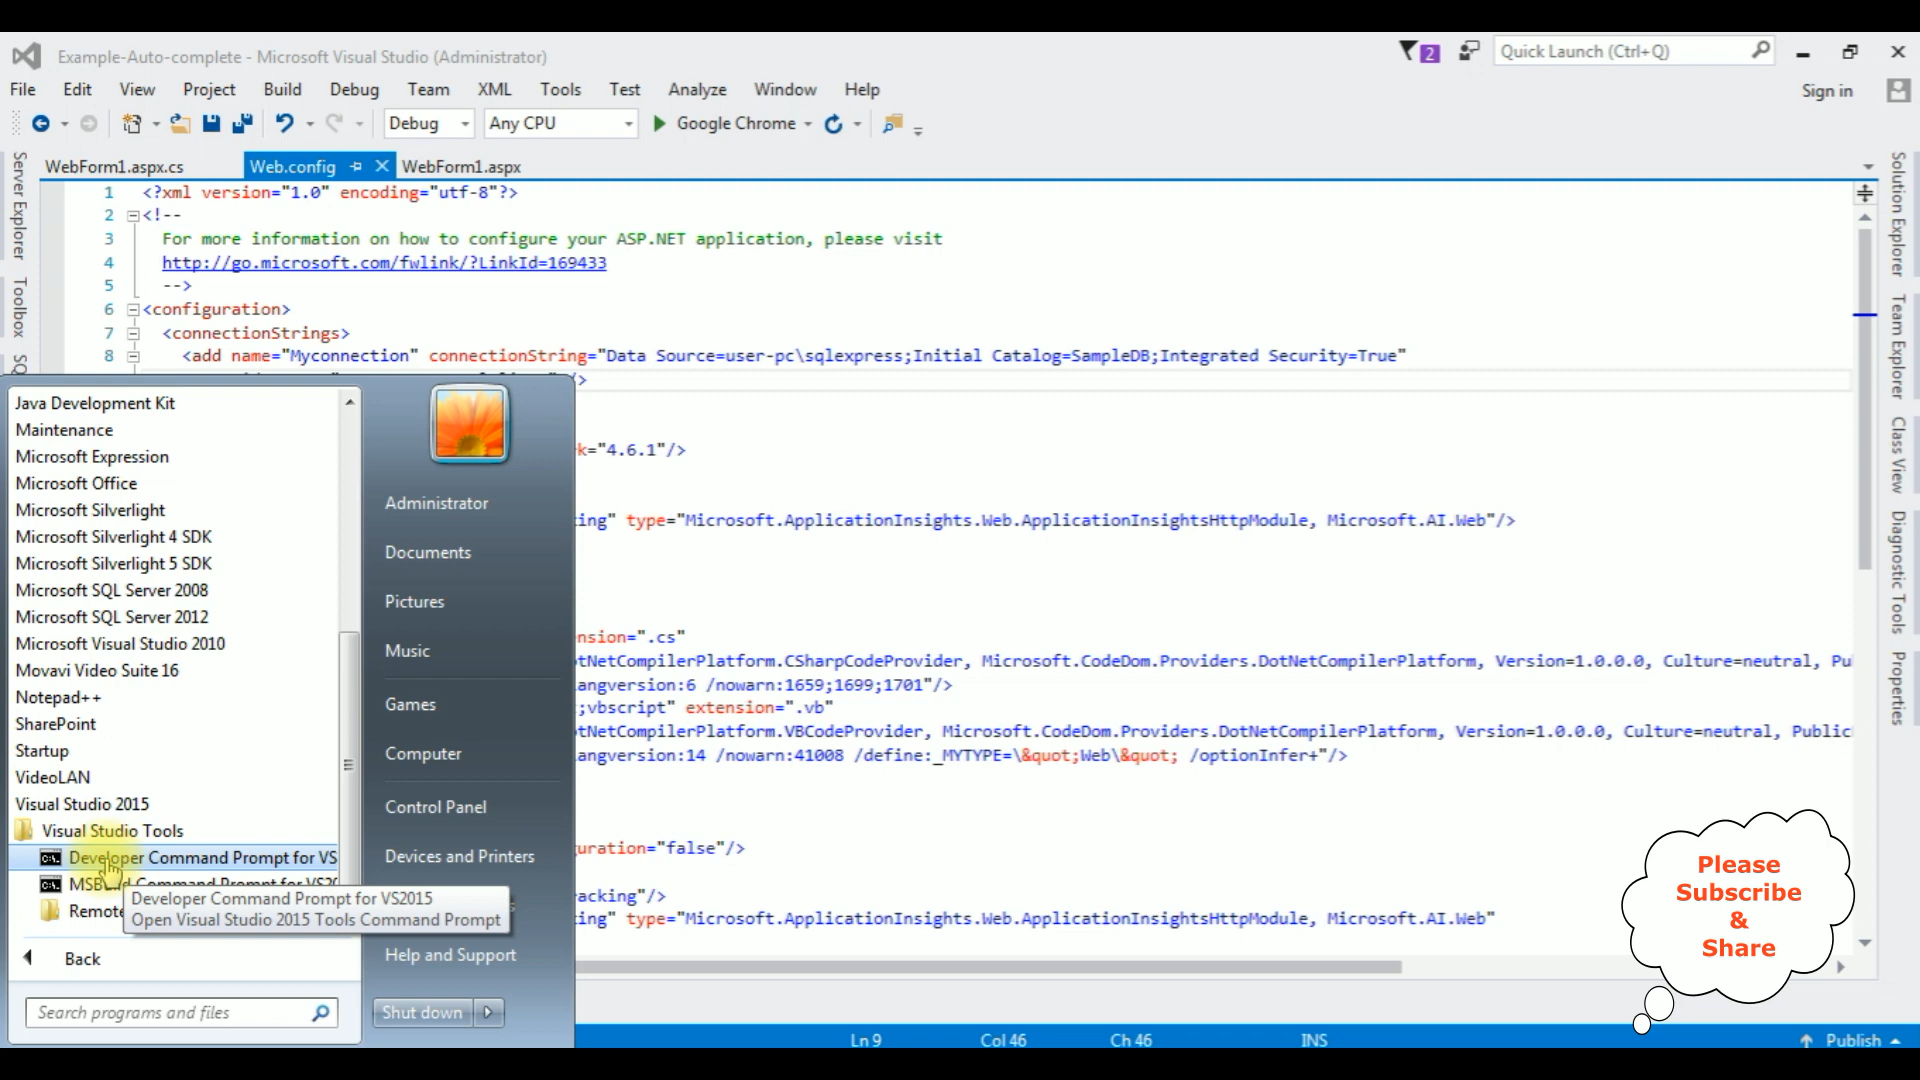 Example-Auto-complete - Microsoft Visual Studio (Administrator)
2
Quick Launch (Ctrl+Q)
File Edit View Project Build Debug Team XML Tools Test Analyze Window Help
Sign in
Debug Any CPU Google Chrome
WebForm1.aspx.cs Web.config WebForm1.aspx
Server Explorer
Toolbox
SQ
1 <?xml version="1.0" encoding="utf-8"?>
2 <!--
3 For more information on how to configure your ASP.NET application, please visit
4 http://go.microsoft.com/fwlink/?LinkId=169433
5 -->
6 <configuration>
7 <connectionStrings>
8 <add name="Myconnection" connectionString="Data Source=user-pc\sqlexpress;Initial Catalog=SampleDB;Integrated Security=True"
/>
k="4.6.1"/>
ing" type="Microsoft.ApplicationInsights.Web.ApplicationInsightsHttpModule, Microsoft.AI.Web"/>
nsion=".cs"
otNetCompilerPlatform.CSharpCodeProvider, Microsoft.CodeDom.Providers.DotNetCompilerPlatform, Version=1.0.0.0, Culture=neutral, Pu
angversion:6 /nowarn:1659;1699;1701"/>
;vbscript" extension=".vb"
otNetCompilerPlatform.VBCodeProvider, Microsoft.CodeDom.Providers.DotNetCompilerPlatform, Version=1.0.0.0, Culture=neutral, Public
angversion:14 /nowarn:41008 /define:_MYTYPE=\&quot;Web\&quot; /optionInfer+"/>
uration="false"/>
racking"/>
ing" type="Microsoft.ApplicationInsights.Web.ApplicationInsightsHttpModule, Microsoft.AI.Web"
Java Development Kit
Maintenance
Microsoft Expression
Microsoft Office
Microsoft Silverlight
Microsoft Silverlight 4 SDK
Microsoft Silverlight 5 SDK
Microsoft SQL Server 2008
Microsoft SQL Server 2012
Microsoft Visual Studio 2010
Movavi Video Suite 16
Notepad++
SharePoint
Startup
VideoLAN
Visual Studio 2015
Visual Studio Tools
Developer Command Prompt for VS
MSBuild Command Prompt for VS20
Remote
Developer Command Prompt for VS2015
Open Visual Studio 2015 Tools Command Prompt
Back
Search programs and files
Administrator
Documents
Pictures
Music
Games
Computer
Control Panel
Devices and Printers
Help and Support
Shut down
Solution Explorer
Team Explorer
Class View
Diagnostic Tools
Properties
Please
Subscribe
&
Share
Ln 9 Col 46 Ch 46 INS Publish